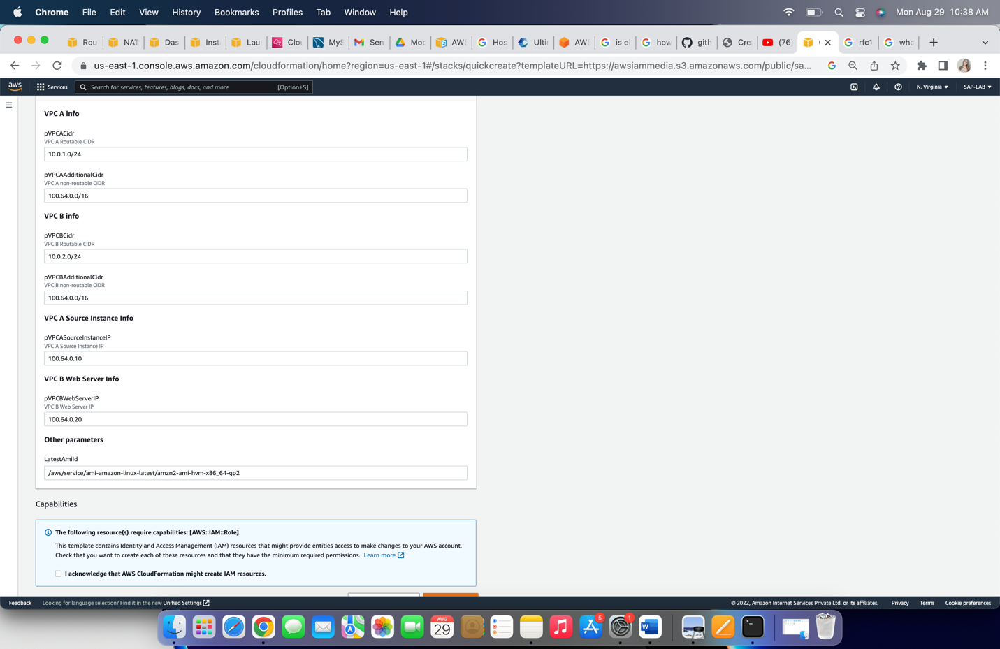 Chrome File Edit View History Bookmarks Profiles Tab Window Help Mon Aug 29 10:38 AM
Rou NAT Das Inst Lau Clou MyS Sen Moc AWS Hos Ulti AWS is el how gith Cre (76 rfc1 wha
us-east-1.console.aws.amazon.com/cloudformation/home?region=us-east-1#/stacks/quickcreate?templateURL=https://awsiammedia.s3.amazonaws.com/public/sa...
aws Services Search for services, features, blogs, docs, and more [Option+S] N. Virginia SAP-LAB
VPC A info
pVPCACidr
VPC A Routable CIDR
10.0.1.0/24
pVPCAAdditionalCidr
VPC A non-routable CIDR
100.64.0.0/16
VPC B info
pVPCBCidr
VPC B Routable CIDR
10.0.2.0/24
pVPCBAdditionalCidr
VPC B non-routable CIDR
100.64.0.0/16
VPC A Source Instance Info
pVPCASourceInstanceIP
VPC A Source Instance IP
100.64.0.10
VPC B Web Server Info
pVPCBWebServerIP
VPC B Web Server IP
100.64.0.20
Other parameters
LatestAmiId
/aws/service/ami-amazon-linux-latest/amzn2-ami-hvm-x86_64-gp2
Capabilities
The following resource(s) require capabilities: [AWS::IAM::Role]
This template contains Identity and Access Management (IAM) resources that might provide entities access to make changes to your AWS account.
Check that you want to create each of these resources and that they have the minimum required permissions. Learn more
I acknowledge that AWS CloudFormation might create IAM resources.
Feedback Looking for language selection? Find it in the new Unified Settings © 2022, Amazon Internet Services Private Ltd. or its affiliates. Privacy Terms Cookie preferences
AUG
29
5
1
W